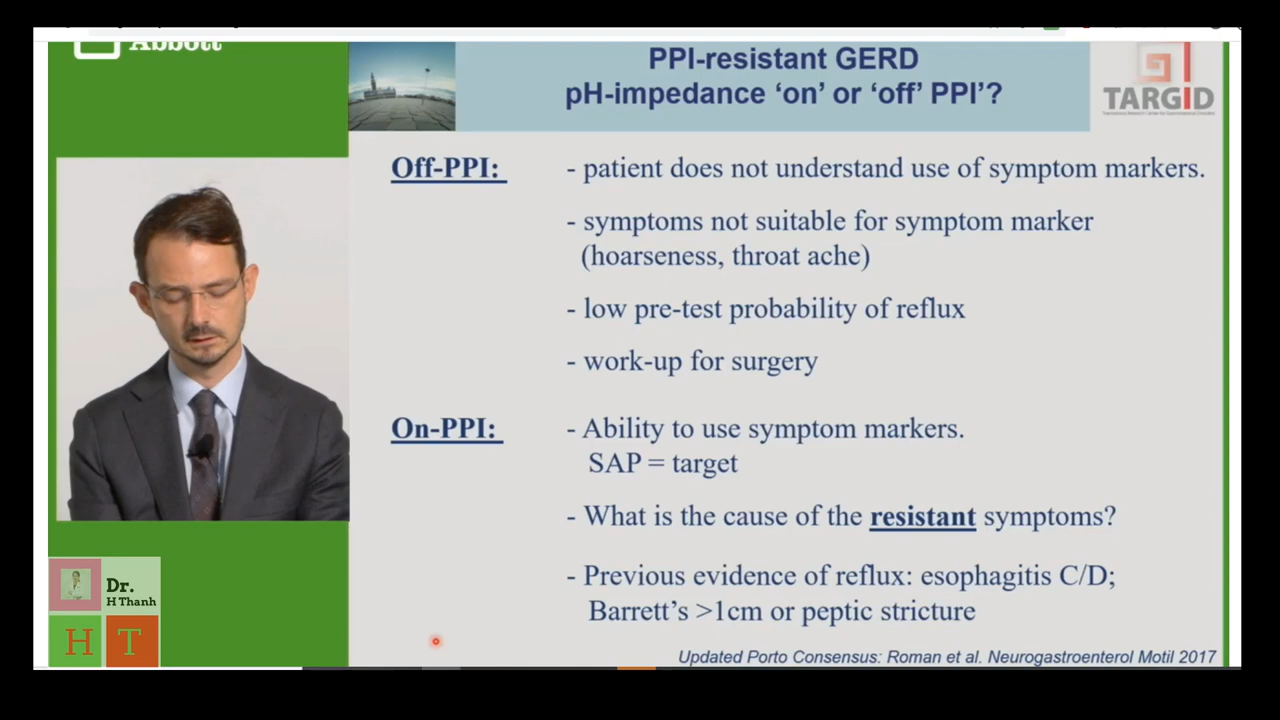 Abbott
PPI-resistant GERD
pH-impedance ‘on’ or ‘off’ PPI’?
TARGID
Off-PPI:
- patient does not understand use of symptom markers.
- symptoms not suitable for symptom marker
(hoarseness, throat ache)
- low pre-test probability of reflux
- work-up for surgery
On-PPI:
- Ability to use symptom markers.
SAP = target
- What is the cause of the resistant symptoms?
- Previous evidence of reflux: esophagitis C/D;
Barrett’s >1cm or peptic stricture
Updated Porto Consensus: Roman et al. Neurogastroenterol Motil 2017
Dr.
H Thanh
H T